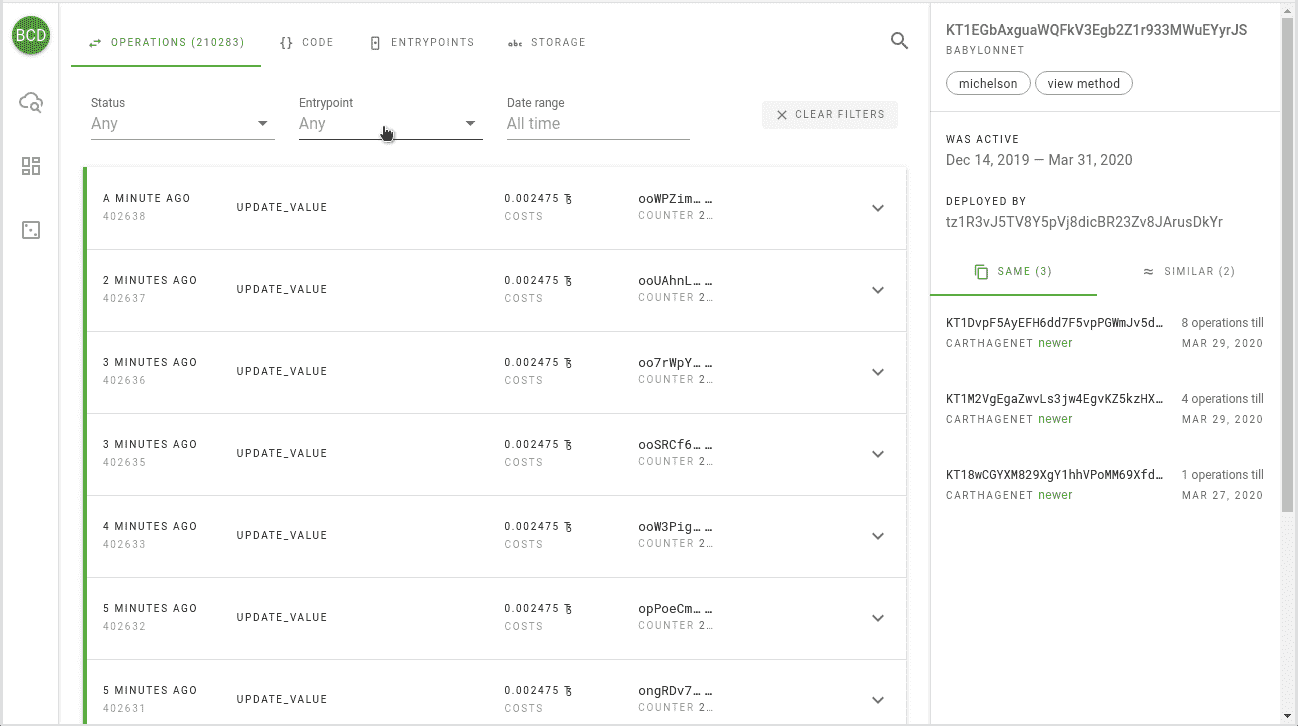 BCD
OPERATIONS (210283)
{} CODE
ENTRYPOINTS
abc STORAGE
Status
Any
Entrypoint
Any
Date range
All time
CLEAR FILTERS
A MINUTE AGO
402638
UPDATE_VALUE
0.002475 ꜩ
COSTS
ooWPZim… …
COUNTER 2…
2 MINUTES AGO
402637
UPDATE_VALUE
0.002475 ꜩ
COSTS
ooUAhnL… …
COUNTER 2…
3 MINUTES AGO
402636
UPDATE_VALUE
0.002475 ꜩ
COSTS
oo7rWpY… …
COUNTER 2…
3 MINUTES AGO
402635
UPDATE_VALUE
0.002475 ꜩ
COSTS
ooSRCf6… …
COUNTER 2…
4 MINUTES AGO
402633
UPDATE_VALUE
0.002475 ꜩ
COSTS
ooW3Pig… …
COUNTER 2…
5 MINUTES AGO
402632
UPDATE_VALUE
0.002475 ꜩ
COSTS
opPoeCm… …
COUNTER 2…
5 MINUTES AGO
402631
UPDATE_VALUE
0.002475 ꜩ
COSTS
ongRDv7… …
COUNTER 2…
KT1EGbAxguaWQFkV3Egb2Z1r933MWuEYyrJS
BABYLONNET
michelson
view method
WAS ACTIVE
Dec 14, 2019 — Mar 31, 2020
DEPLOYED BY
tz1R3vJ5TV8Y5pVj8dicBR23Zv8JArusDkYr
SAME (3)
SIMILAR (2)
KT1DvpF5AyEFH6dd7F5vpPGWmJv5d… 8 operations till
CARTHAGENET newer MAR 29, 2020
KT1M2VgEgaZwvLs3jw4EgvKZ5kzHX… 4 operations till
CARTHAGENET newer MAR 29, 2020
KT18wCGYXM829XgY1hhVPoMM69Xfd… 1 operations till
CARTHAGENET newer MAR 27, 2020